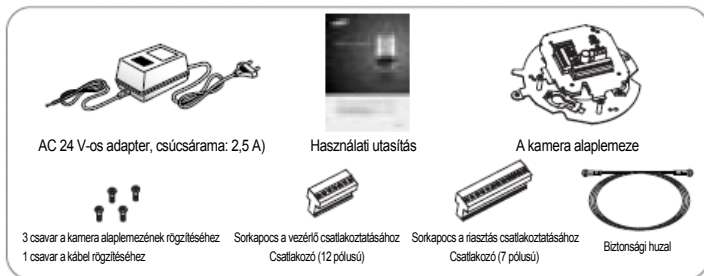 AC 24 V-os adapter, csúcsárama: 2,5 A)
Használati utasítás
A kamera alaplemeze
3 csavar a kamera alaplemezének rögzítéséhez
1 csavar a kábel rögzítéséhez
Sorkapocs a vezérlő csatlakoztatásához
Csatlakozó (12 pólusú)
Sorkapocs a riasztás csatlakoztatásához
Csatlakozó (7 pólusú)
Biztonsági huzal